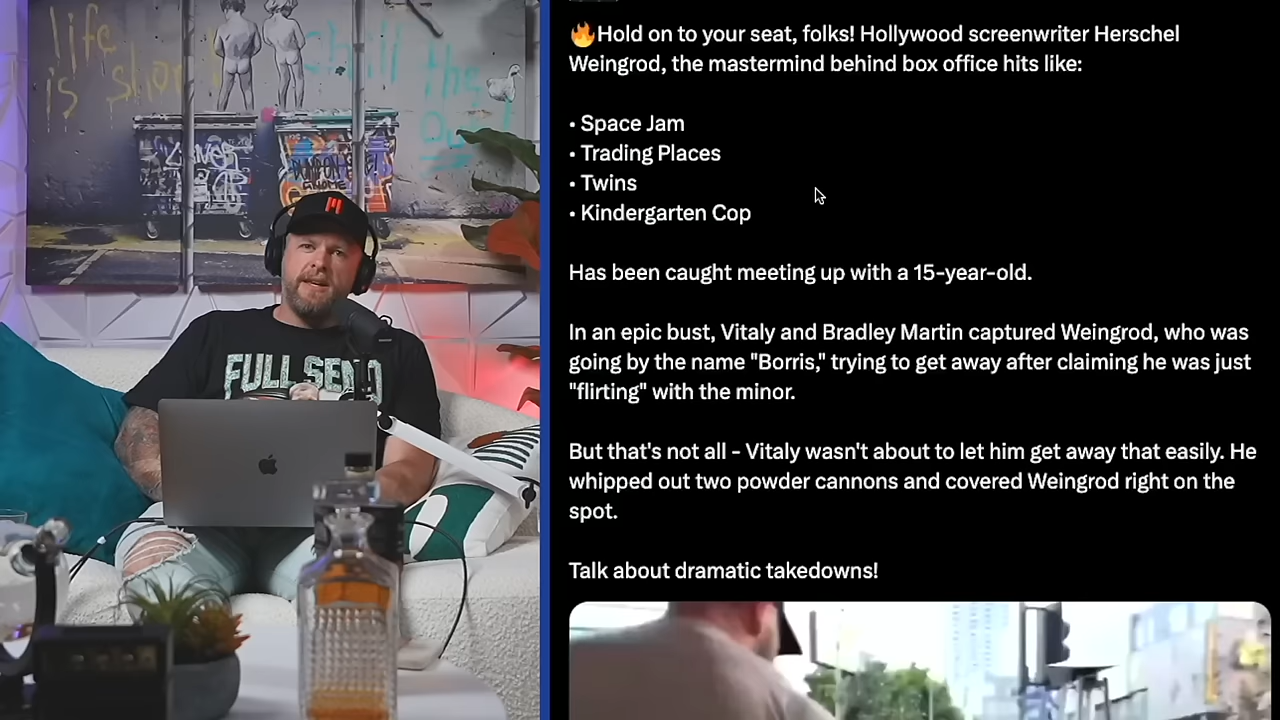 life
is short
chill
the
FULL SEND
🔥Hold on to your seat, folks! Hollywood screenwriter Herschel
Weingrod, the mastermind behind box office hits like:
• Space Jam
• Trading Places
• Twins
• Kindergarten Cop
Has been caught meeting up with a 15-year-old.
In an epic bust, Vitaly and Bradley Martin captured Weingrod, who was
going by the name "Borris," trying to get away after claiming he was just
"flirting" with the minor.
But that's not all - Vitaly wasn't about to let him get away that easily. He
whipped out two powder cannons and covered Weingrod right on the
spot.
Talk about dramatic takedowns!